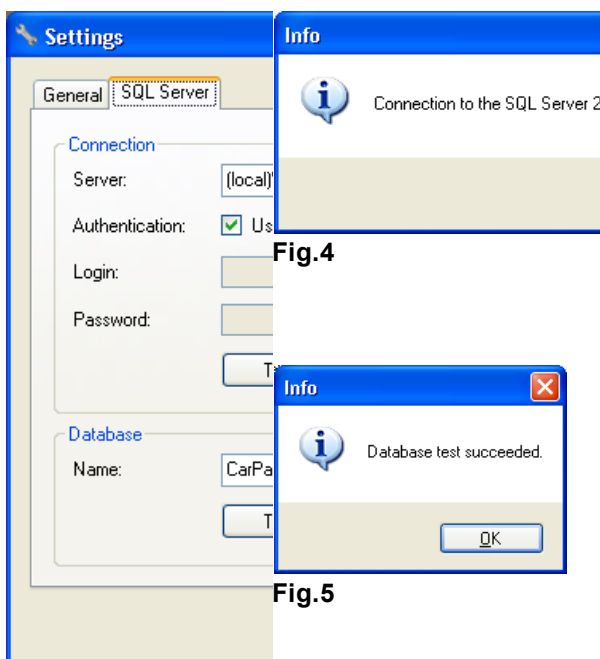 Settings
General SQL Server
Connection
Server: (local)
Authentication:
Login:
Password:
Database
Name:
Info
Connection to the SQL Server 2
Fig.4
Info
Database test succeeded.
OK
Fig.5